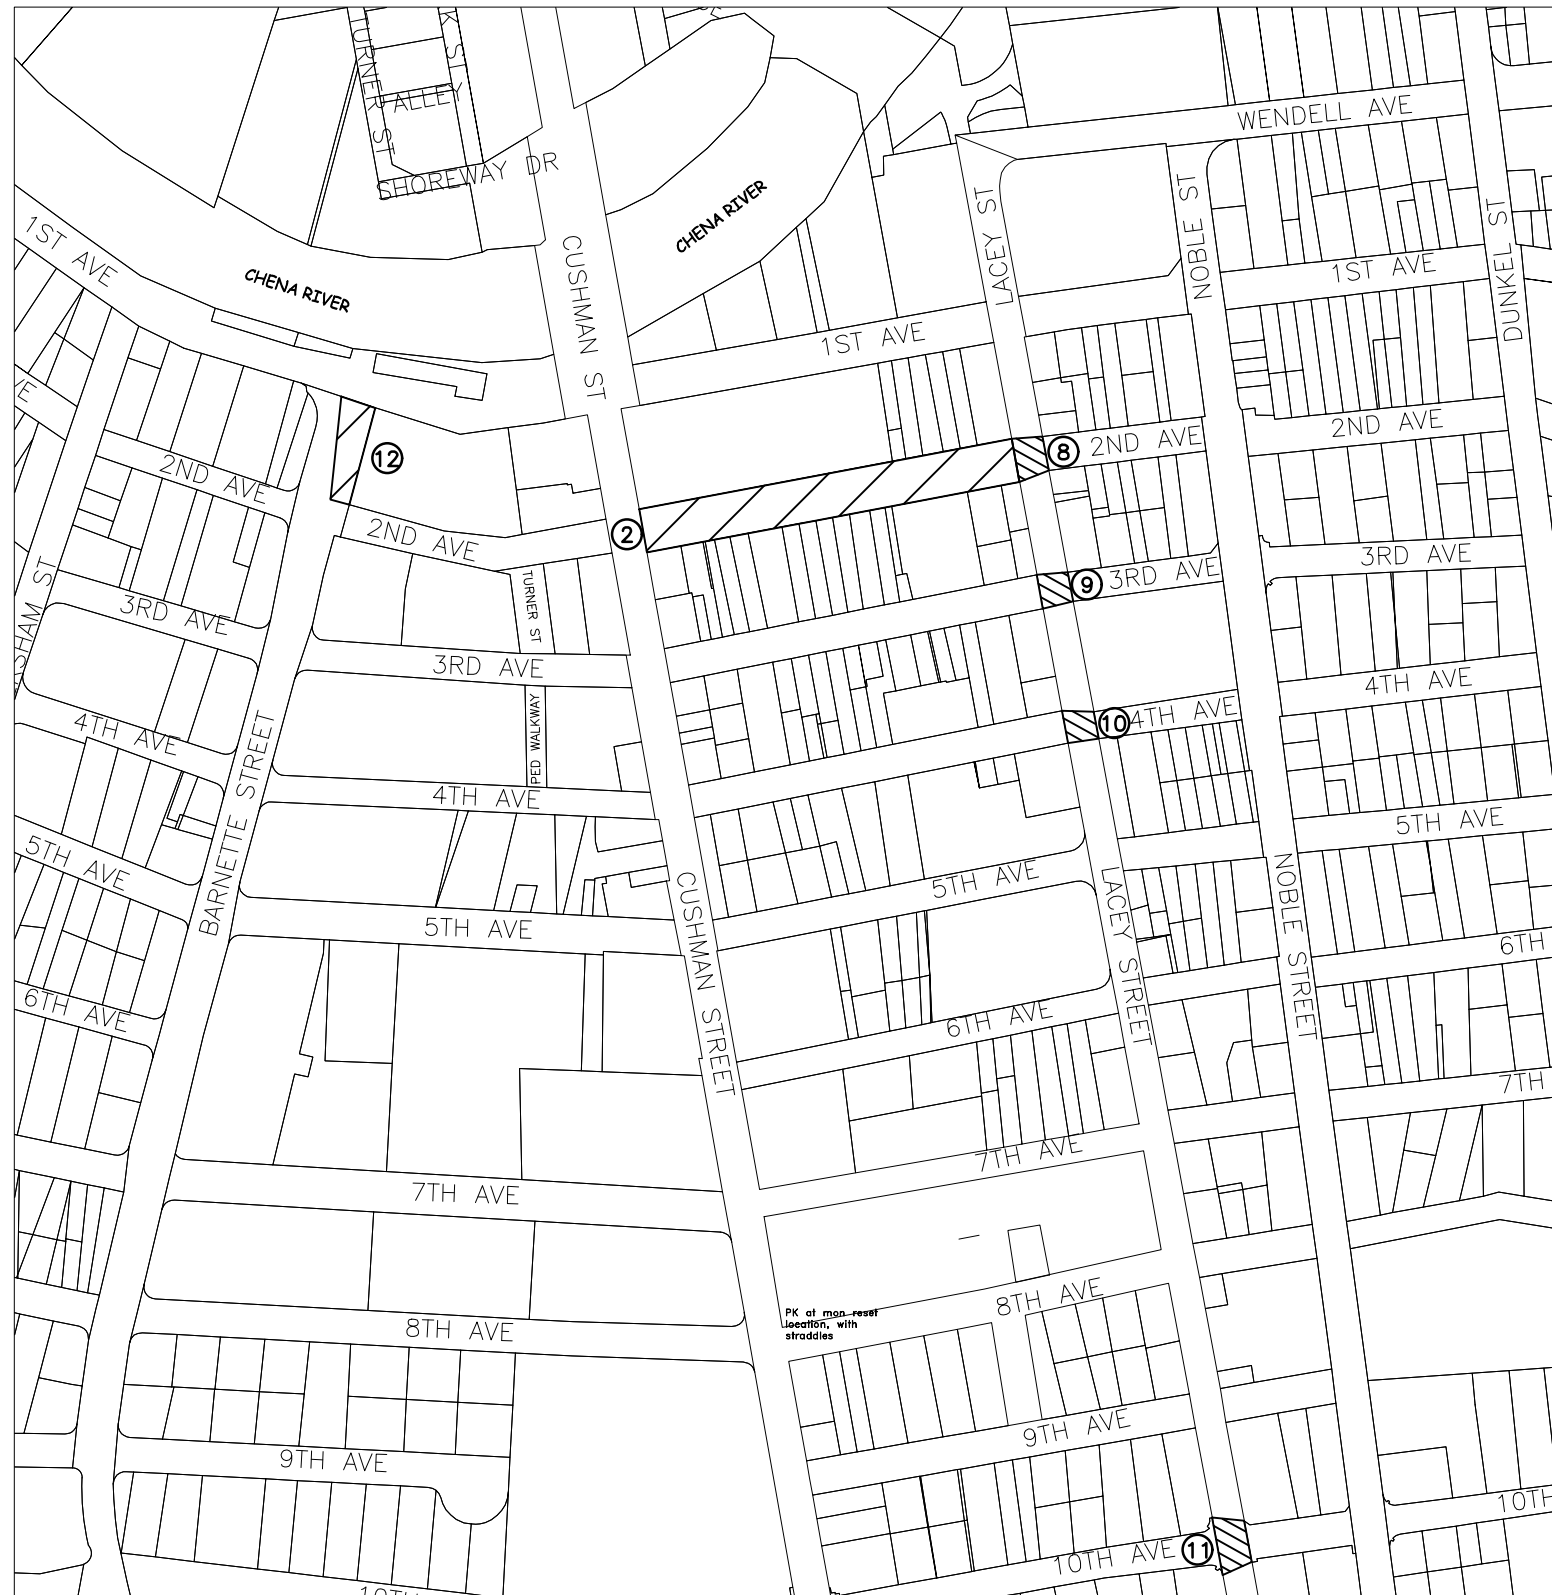 TURNER ST
K ST
ALLEY
SHOREWAY DR
WENDELL AVE
1ST AVE
CHENA RIVER
CHENA RIVER
CUSHMAN ST
LACEY ST
NOBLE ST
DUNKEL ST
1ST AVE
1ST AVE
2ND AVE
12
2ND AVE
2
8
2ND AVE
2ND AVE
TURNER ST
9
3RD AVE
3RD AVE
SHAM ST
3RD AVE
3RD AVE
4TH AVE
BARNETTE STREET
PED WALKWAY
10
4TH AVE
4TH AVE
4TH AVE
5TH AVE
5TH AVE
CUSHMAN STREET
5TH AVE
LACEY STREET
NOBLE STREET
5TH AVE
6TH AVE
6TH AVE
6TH
7TH AVE
7TH AVE
7TH
8TH AVE
PK at mon reset
location, with
straddles
8TH AVE
9TH AVE
9TH AVE
10TH AVE
11
10TH
10TH